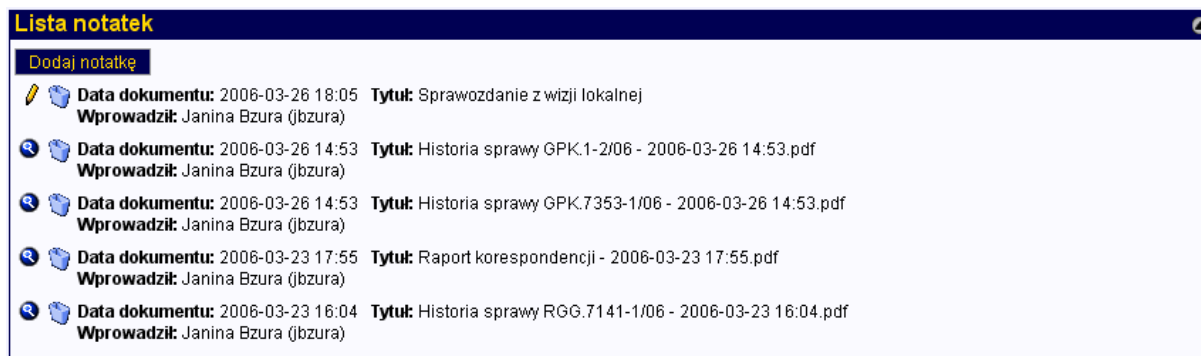 Lista notatek
Dodaj notatkę
Data dokumentu: 2006-03-26 18:05 Tytuł: Sprawozdanie z wizji lokalnej
Wprowadził: Janina Bzura (jbzura)
Data dokumentu: 2006-03-26 14:53 Tytuł: Historia sprawy GPK.1-2/06 - 2006-03-26 14:53.pdf
Wprowadził: Janina Bzura (jbzura)
Data dokumentu: 2006-03-26 14:53 Tytuł: Historia sprawy GPK.7353-1/06 - 2006-03-26 14:53.pdf
Wprowadził: Janina Bzura (jbzura)
Data dokumentu: 2006-03-23 17:55 Tytuł: Raport korespondencji - 2006-03-23 17:55.pdf
Wprowadził: Janina Bzura (jbzura)
Data dokumentu: 2006-03-23 16:04 Tytuł: Historia sprawy RGG.7141-1/06 - 2006-03-23 16:04.pdf
Wprowadził: Janina Bzura (jbzura)